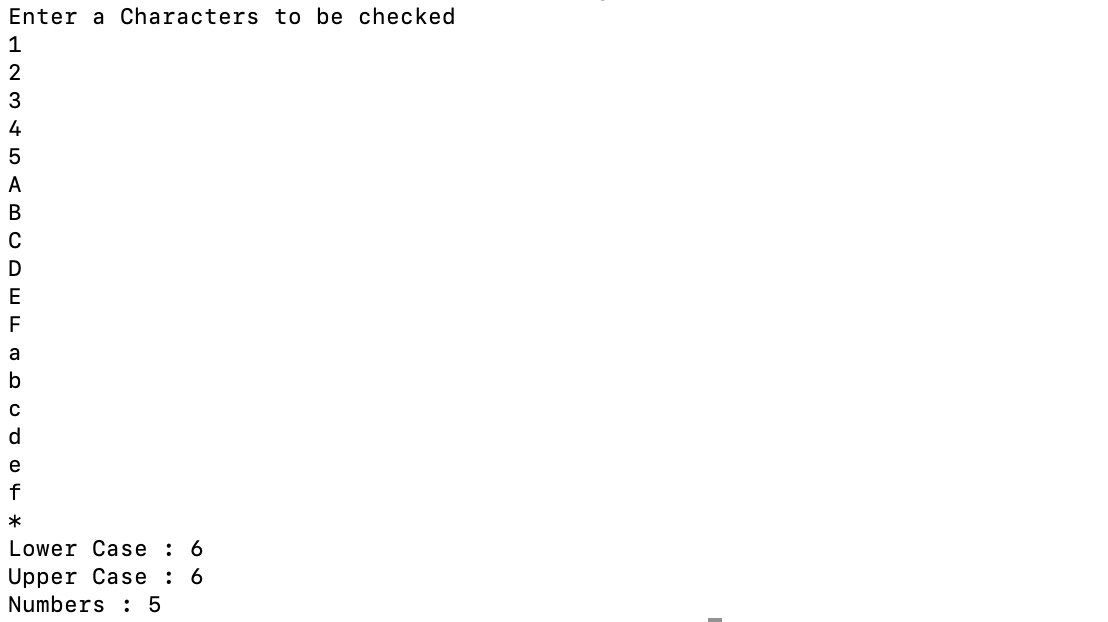 Enter a Characters to be checked
1
2
3
4
5
A
B
C
D
E
F
a
b
c
d
e
f
*
Lower Case : 6
Upper Case : 6
Numbers : 5